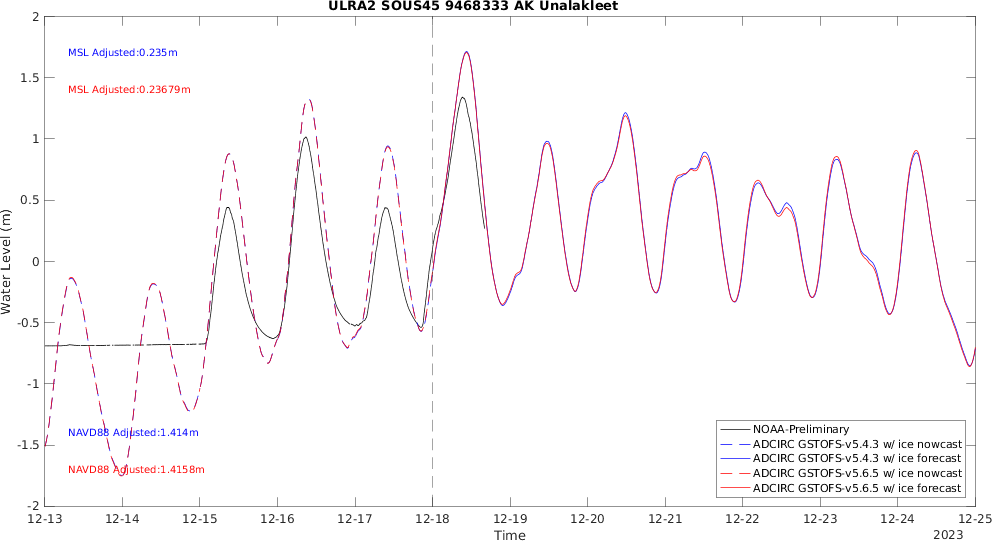 ULRA2 SOUS45 9468333 AK Unalakleet
2
1.5
1
0.5
0
-0.5
-1
-1.5
-2
Water Level (m)
MSL Adjusted:0.235m
MSL Adjusted:0.23679m
NAVD88 Adjusted:1.414m
NAVD88 Adjusted:1.4158m
NOAA-Preliminary
ADCIRC GSTOFS-v5.4.3 w/ ice nowcast
ADCIRC GSTOFS-v5.4.3 w/ ice forecast
ADCIRC GSTOFS-v5.6.5 w/ ice nowcast
ADCIRC GSTOFS-v5.6.5 w/ ice forecast
12-13 12-14 12-15 12-16 12-17 12-18 12-19 12-20 12-21 12-22 12-23 12-24 12-25
Time
2023